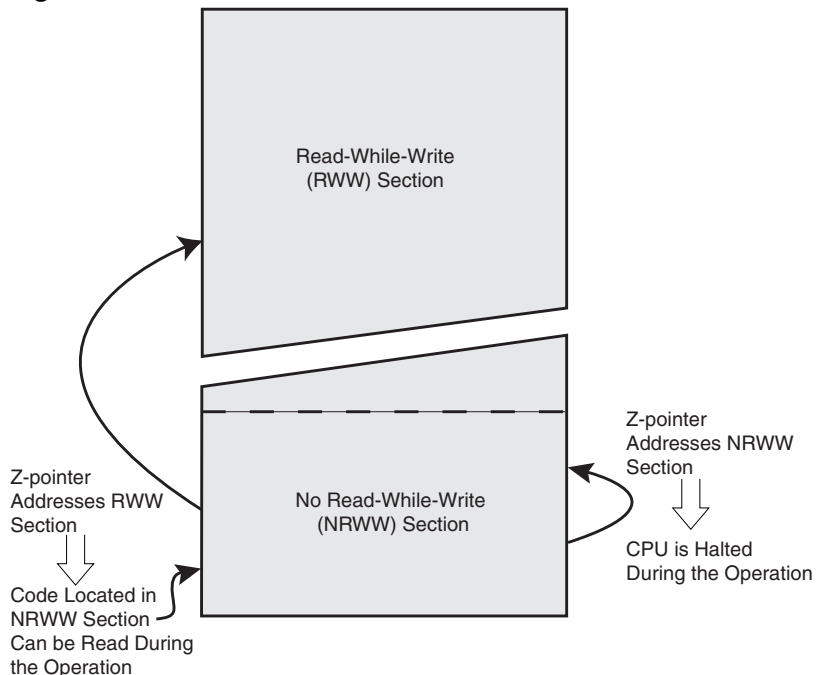 Read-While-Write
(RWW) Section
Z-pointer
Addresses NRWW
Section
No Read-While-Write
(NRWW) Section
CPU is Halted
During the Operation
Z-pointer
Addresses RWW
Section
Code Located in
NRWW Section
Can be Read During
the Operation